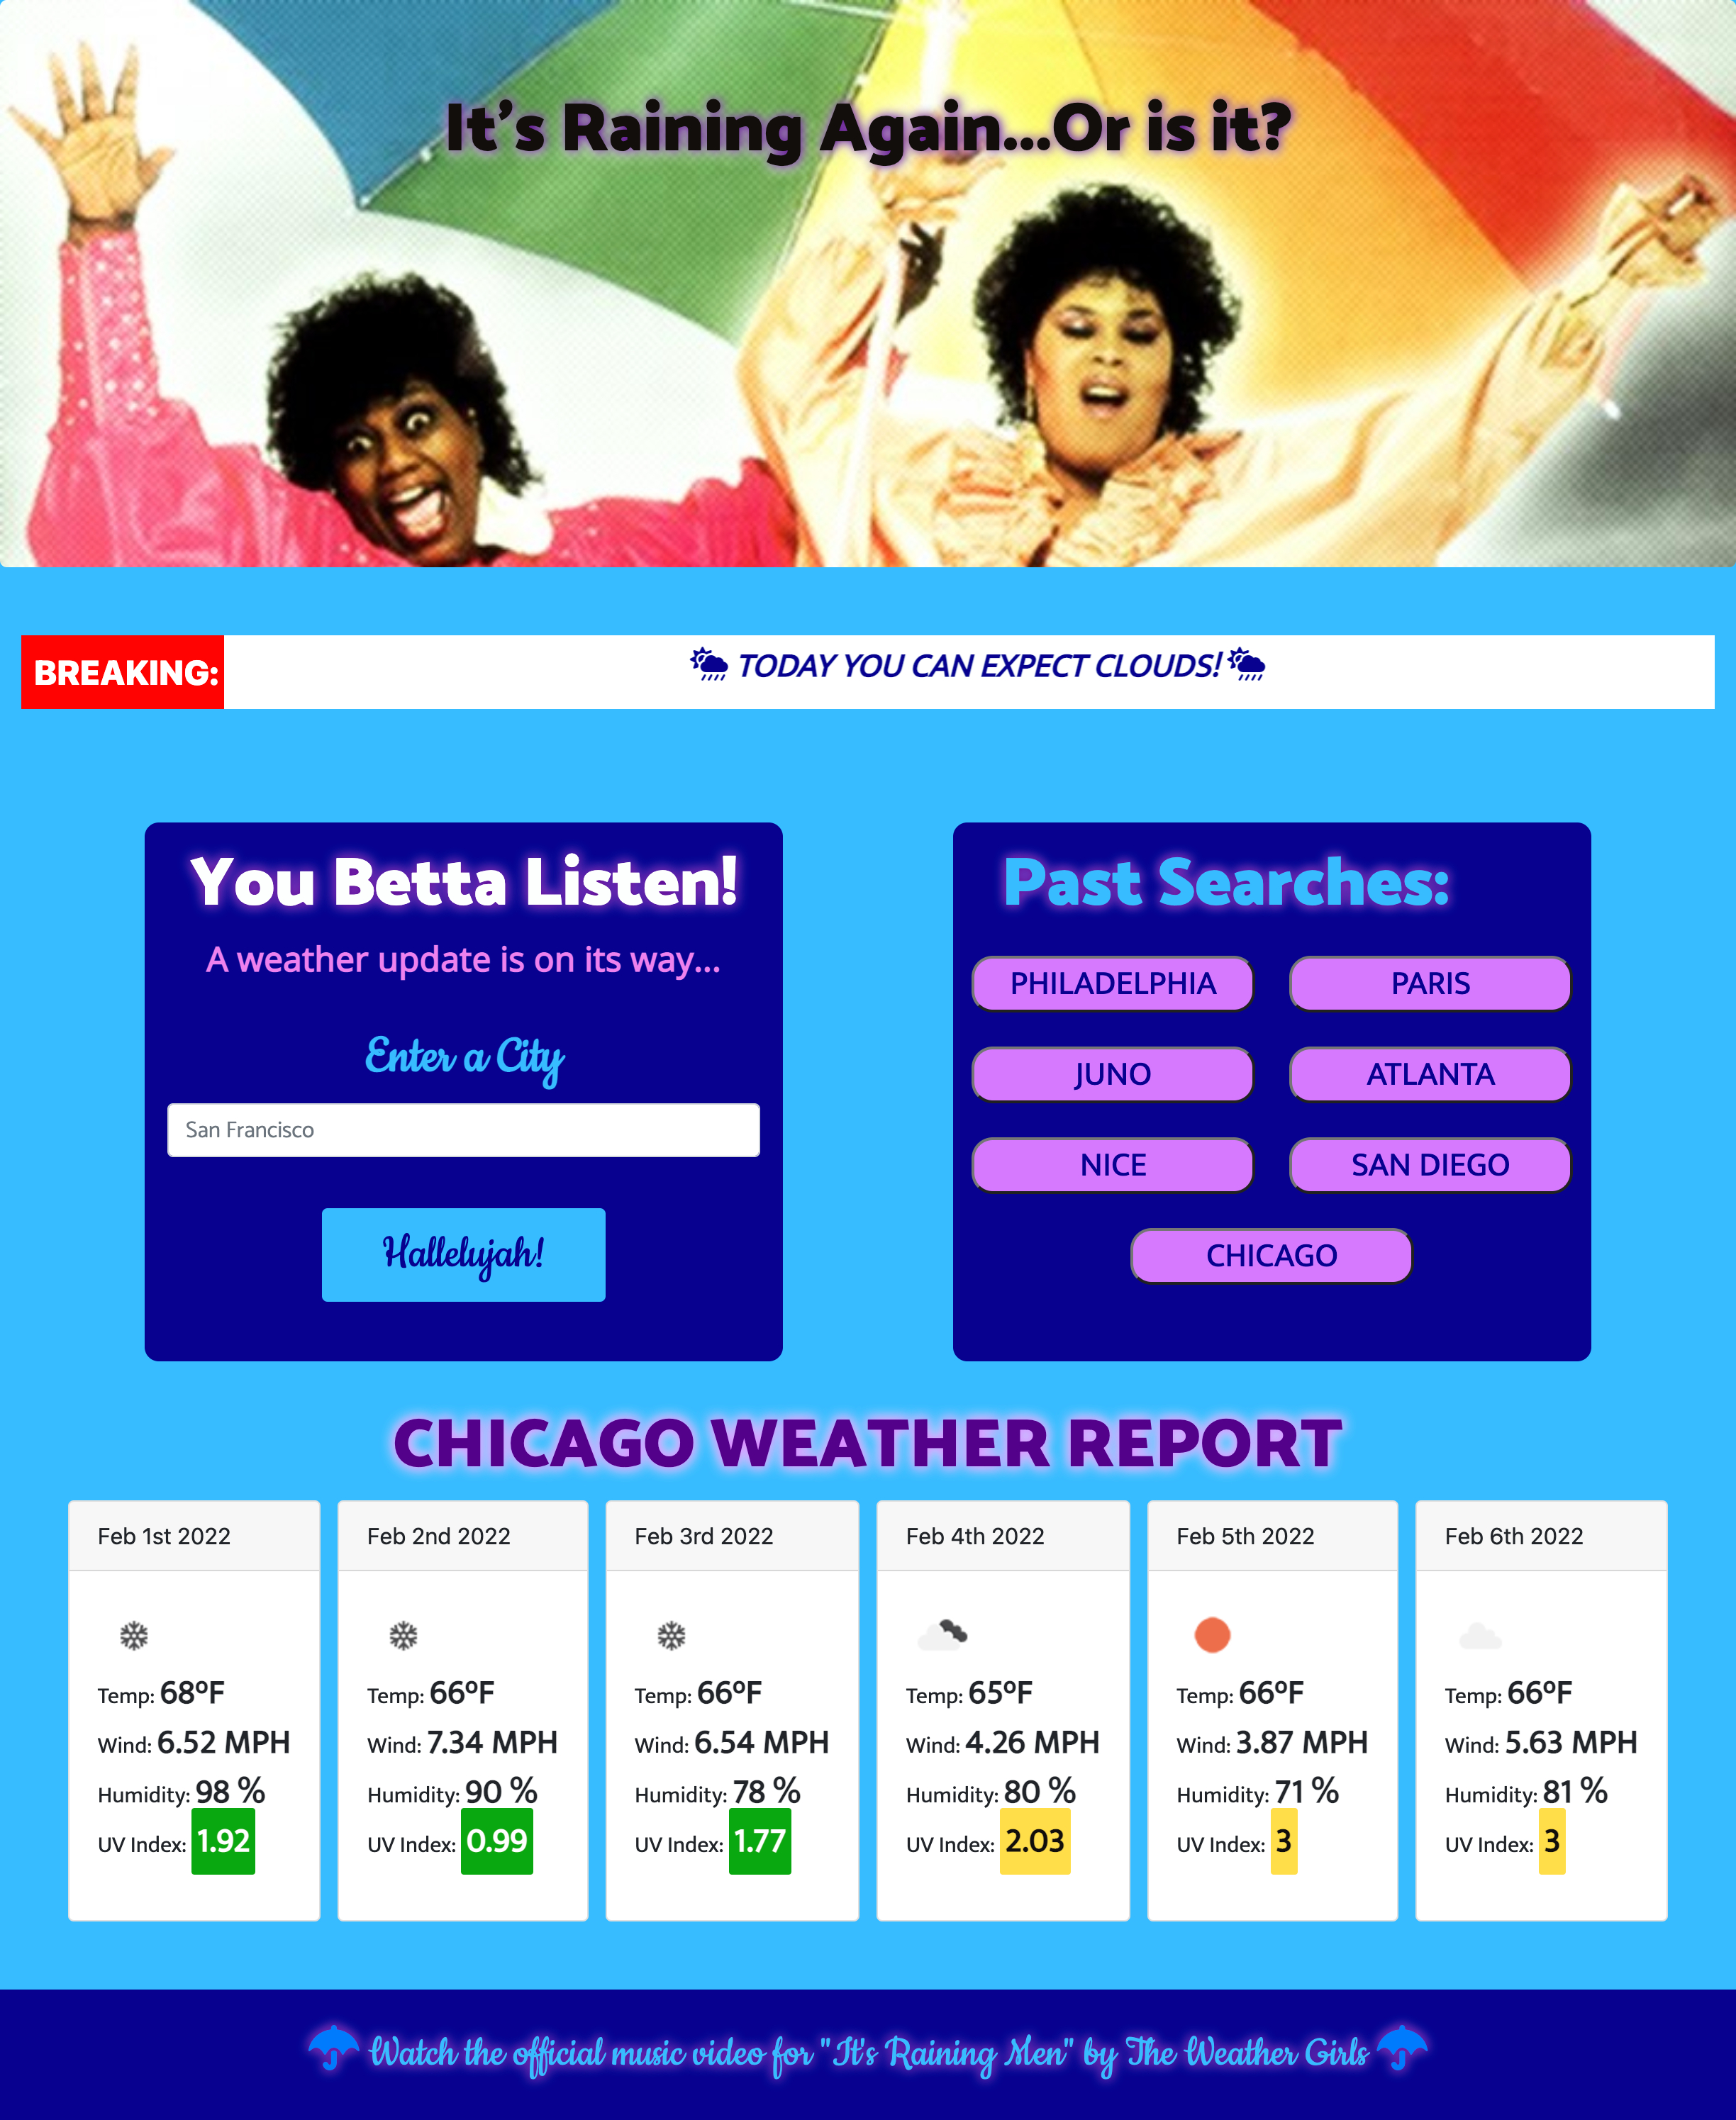 It's Raining Again...Or is it?
BREAKING:
TODAY YOU CAN EXPECT CLOUDS!
You Betta Listen!
A weather update is on its way...
Enter a City
San Francisco
Hallelujah!
Past Searches:
PHILADELPHIA
PARIS
JUNO
ATLANTA
NICE
SAN DIEGO
CHICAGO
CHICAGO WEATHER REPORT
Feb 1st 2022
Temp: 68ºF
Wind: 6.52 MPH
Humidity: 98 %
UV Index: 1.92
Feb 2nd 2022
Temp: 66ºF
Wind: 7.34 MPH
Humidity: 90 %
UV Index: 0.99
Feb 3rd 2022
Temp: 66ºF
Wind: 6.54 MPH
Humidity: 78 %
UV Index: 1.77
Feb 4th 2022
Temp: 65ºF
Wind: 4.26 MPH
Humidity: 80 %
UV Index: 2.03
Feb 5th 2022
Temp: 66ºF
Wind: 3.87 MPH
Humidity: 71 %
UV Index: 3
Feb 6th 2022
Temp: 66ºF
Wind: 5.63 MPH
Humidity: 81 %
UV Index: 3
Watch the official music video for "It's Raining Men" by The Weather Girls